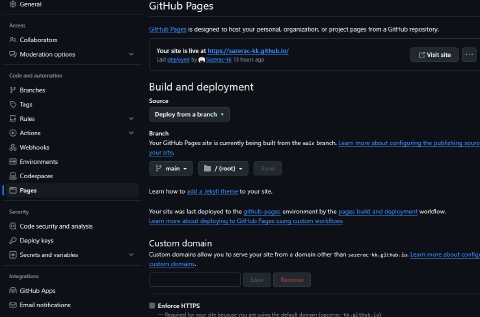 General
Access
Collaborators
Moderation options
Code and automation
Branches
Tags
Rules
Actions
Webhooks
Environments
Codespaces
Pages
Security
Code security and analysis
Deploy keys
Secrets and variables
Integrations
GitHub Apps
Email notifications
GitHub Pages
GitHub Pages is designed to host your personal, organization, or project pages from a GitHub repository.
Your site is live at https://sazerac-kk.github.io/
Last deployed by Sazerac-kk 13 hours ago
Visit site
Build and deployment
Source
Deploy from a branch
Branch
Your GitHub Pages site is currently being built from the main branch. Learn more about configuring the publishing source
your site.
main / (root) Save
Learn how to add a Jekyll theme to your site.
Your site was last deployed to the github-pages environment by the pages build and deployment workflow.
Learn more about deploying to GitHub Pages using custom workflows
Custom domain
Custom domains allow you to serve your site from a domain other than sazerac-kk.github.io. Learn more about config
custom domains.
Save Remove
Enforce HTTPS
— Required for your site because you are using the default domain (sazerac-kk.github.io)